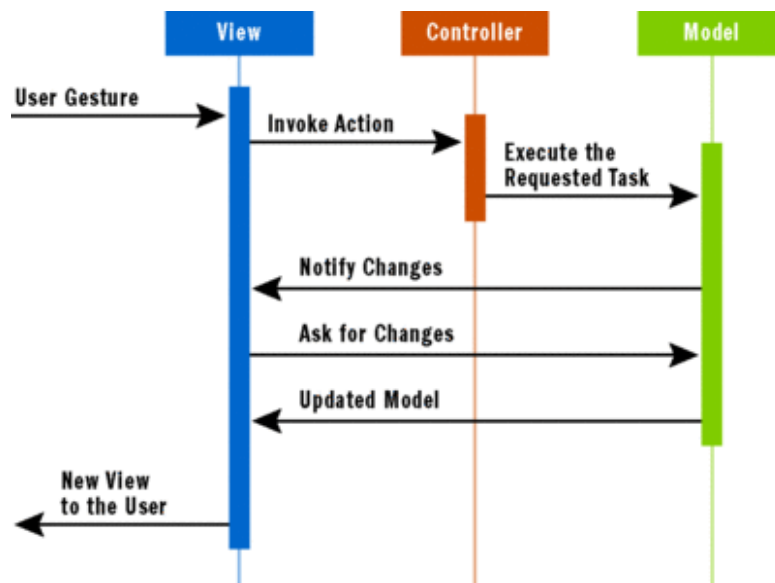 View
Controller
Model
User Gesture
Invoke Action
Execute the
Requested Task
Notify Changes
Ask for Changes
Updated Model
New View
to the User